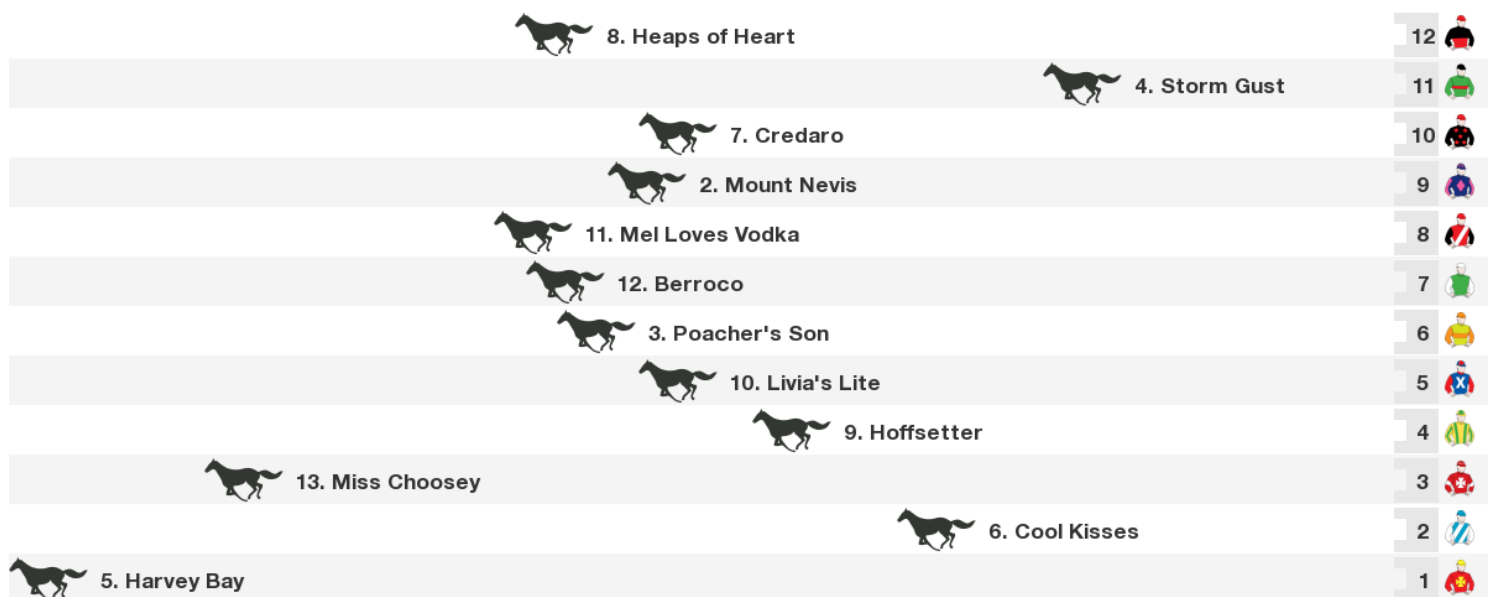 8. Heaps of Heart 12
4. Storm Gust 11
7. Credaro 10
2. Mount Nevis 9
11. Mel Loves Vodka 8
12. Berroco 7
3. Poacher's Son 6
10. Livia's Lite 5 X
9. Hoffsetter 4
13. Miss Choosey 3
6. Cool Kisses 2
5. Harvey Bay 1